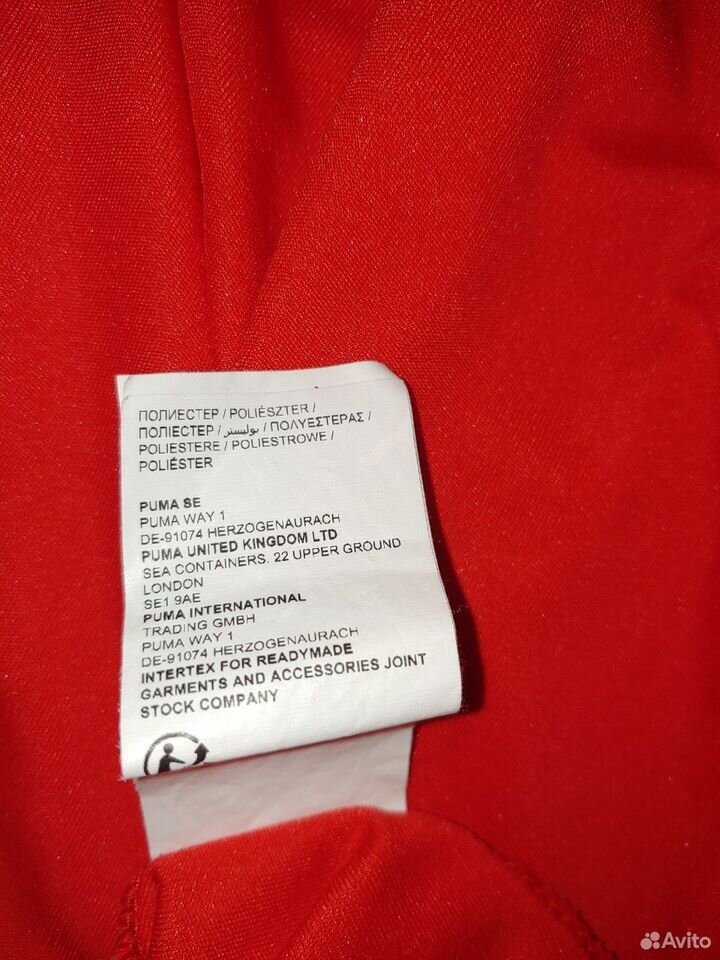 ПОЛИЕСТЕР / POLIÉSZTER /
ПОЛІЕСТЕР / بوليستر / ΠΟΛΥΕΣΤΕΡΑΣ /
POLIESTERE / POLIESTROWE /
POLIÉSTER
PUMA SE
PUMA WAY 1
DE-91074 HERZOGENAURACH
PUMA UNITED KINGDOM LTD
SEA CONTAINERS. 22 UPPER GROUND
LONDON
SE1 9AE
PUMA INTERNATIONAL
TRADING GMBH
PUMA WAY 1
DE-91074 HERZOGENAURACH
INTERTEX FOR READYMADE
GARMENTS AND ACCESSORIES JOINT
STOCK COMPANY
Avito